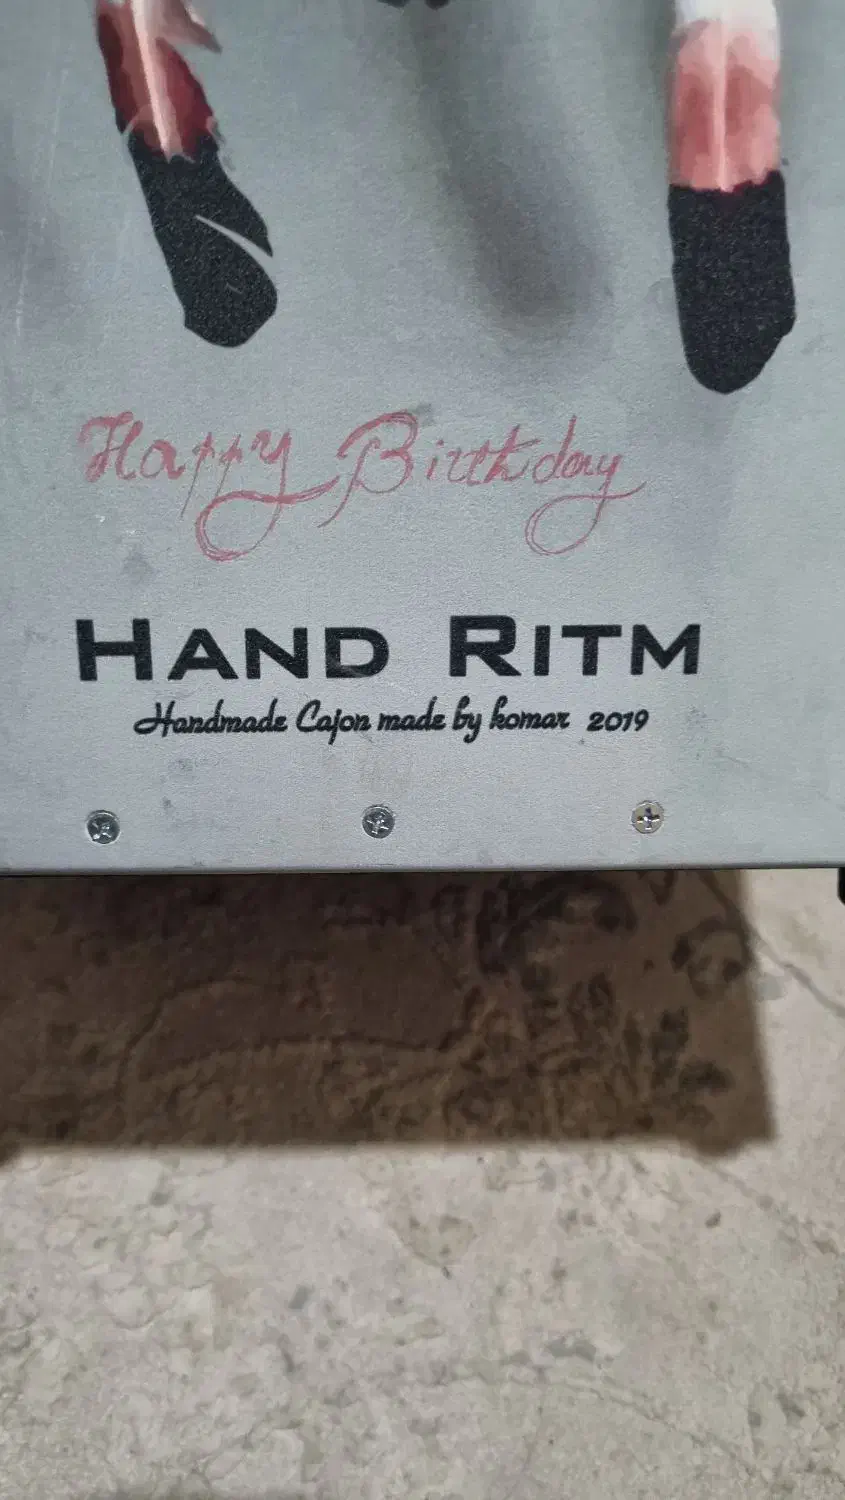 Happy Birthday
HAND RITM
Handmade Cajon made by komar 2019